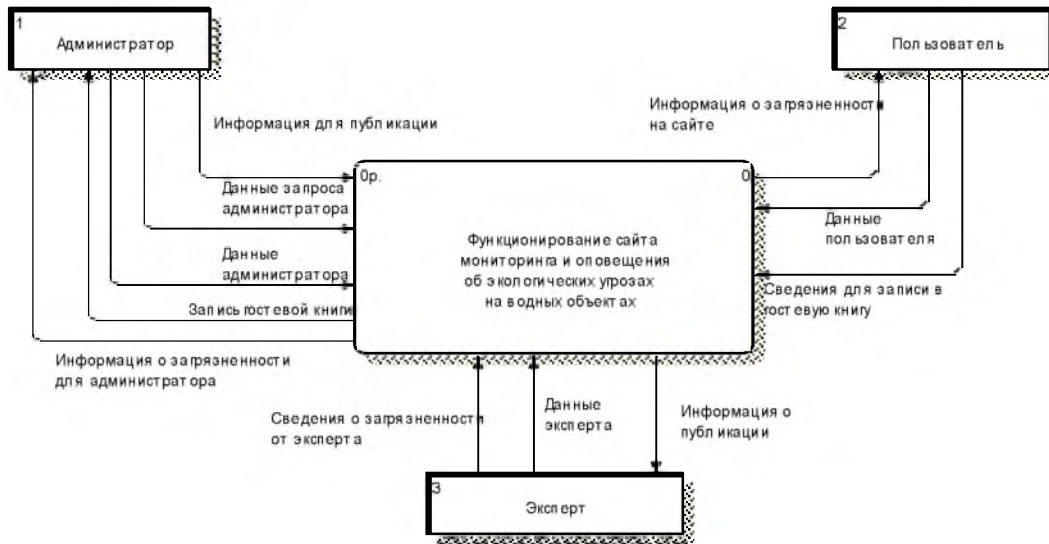 1
Администратор
2
Пользователь
Информация для публикации
Информация о загрязненности
на сайте
0р.
0
Данные запроса
администратора
Данные
администратора
Запись гостевой книги
Информация о загрязненности
для администратора
Функционирование сайта
мониторинга и оповещения
об экологических угрозах
на водных объектах
Данные
пользователя
Сведения для записи в
гостевую книгу
Сведения о загрязненности
от эксперта
Данные
эксперта
Информация о
публикации
3
Эксперт